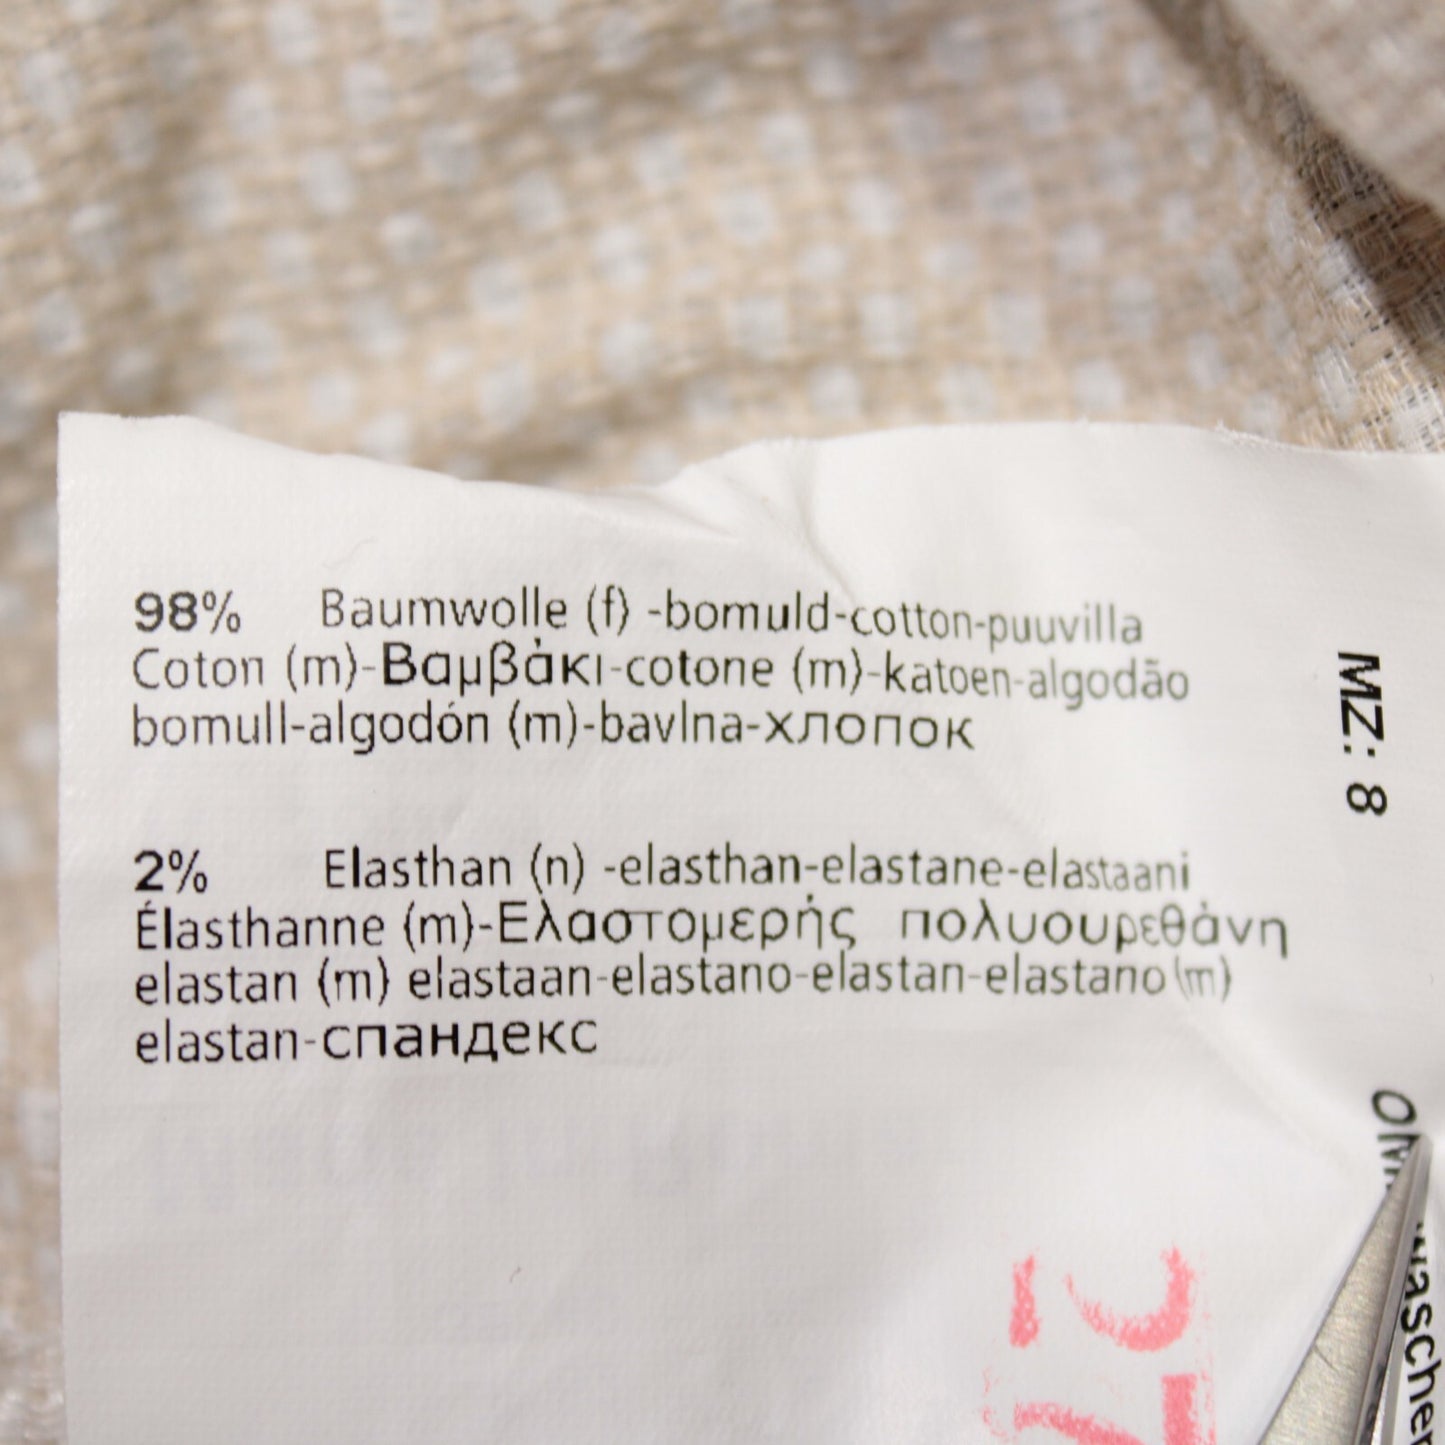 98% Baumwolle (f) -bomuld-cotton-puuvilla
Coton (m)-Βαμβάκι-cotone (m)-katoen-algodão
bomull-algodón (m)-bavlna-хлопок
2% Elasthan (n) -elasthan-elastane-elastaani
Élasthanne (m)-Ελαστομερής πολυουρεθάνη
elastan (m) elastaan-elastano-elastan-elastano (m)
elastan-спандекс
MZ: 8